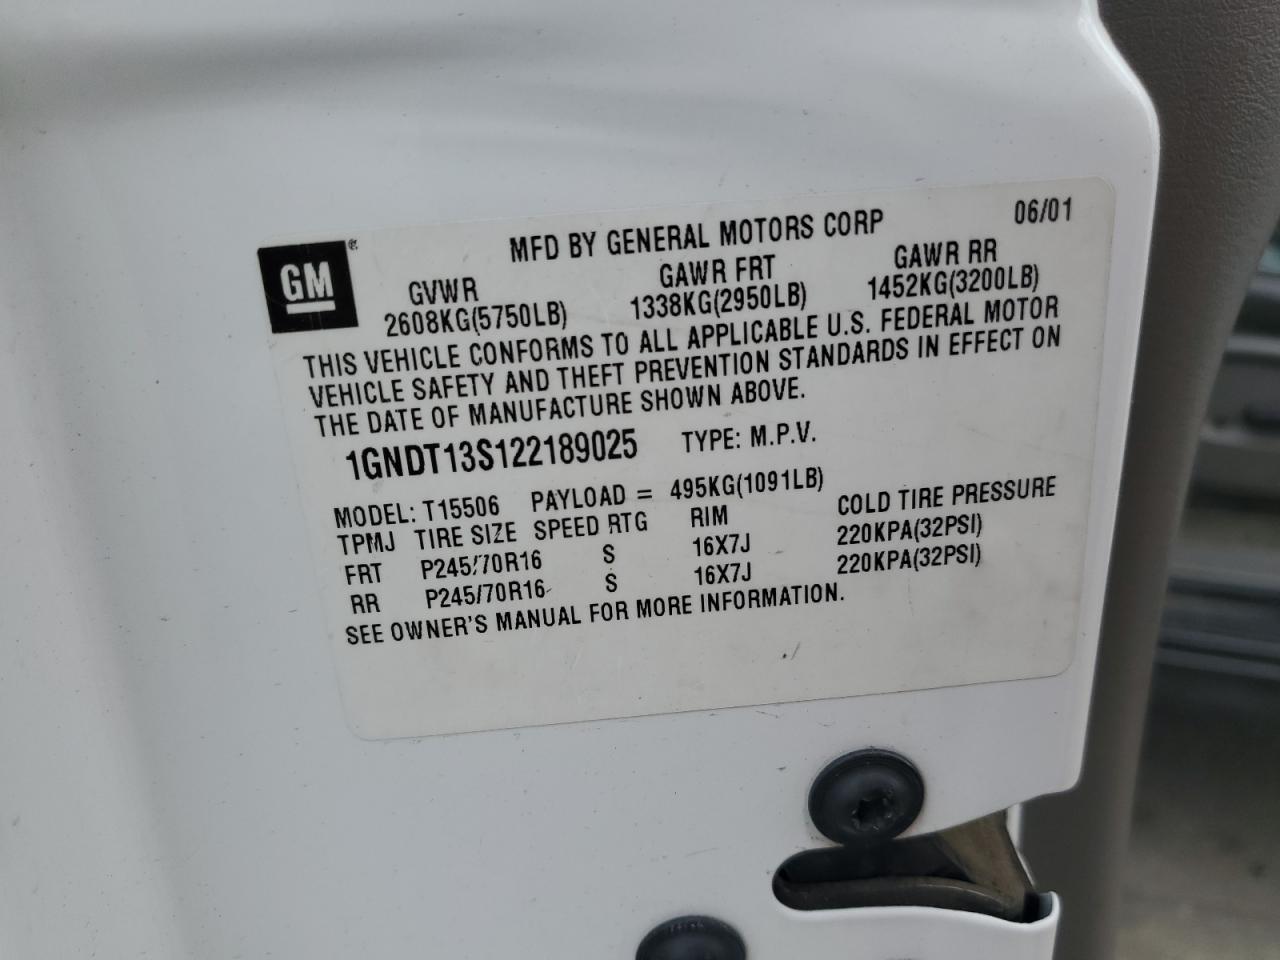 MFD BY GENERAL MOTORS CORP 06/01
GM®
GVWR GAWR FRT GAWR RR
2608KG(5750LB) 1338KG(2950LB) 1452KG(3200LB)
THIS VEHICLE CONFORMS TO ALL APPLICABLE U.S. FEDERAL MOTOR
VEHICLE SAFETY AND THEFT PREVENTION STANDARDS IN EFFECT ON
THE DATE OF MANUFACTURE SHOWN ABOVE.
1GNDT13S122189025 TYPE: M.P.V.
MODEL: T15506 PAYLOAD = 495KG(1091LB)
TPMJ TIRE SIZE SPEED RTG RIM COLD TIRE PRESSURE
FRT P245/70R16 S 16X7J 220KPA(32PSI)
RR P245/70R16 S 16X7J 220KPA(32PSI)
SEE OWNER'S MANUAL FOR MORE INFORMATION.